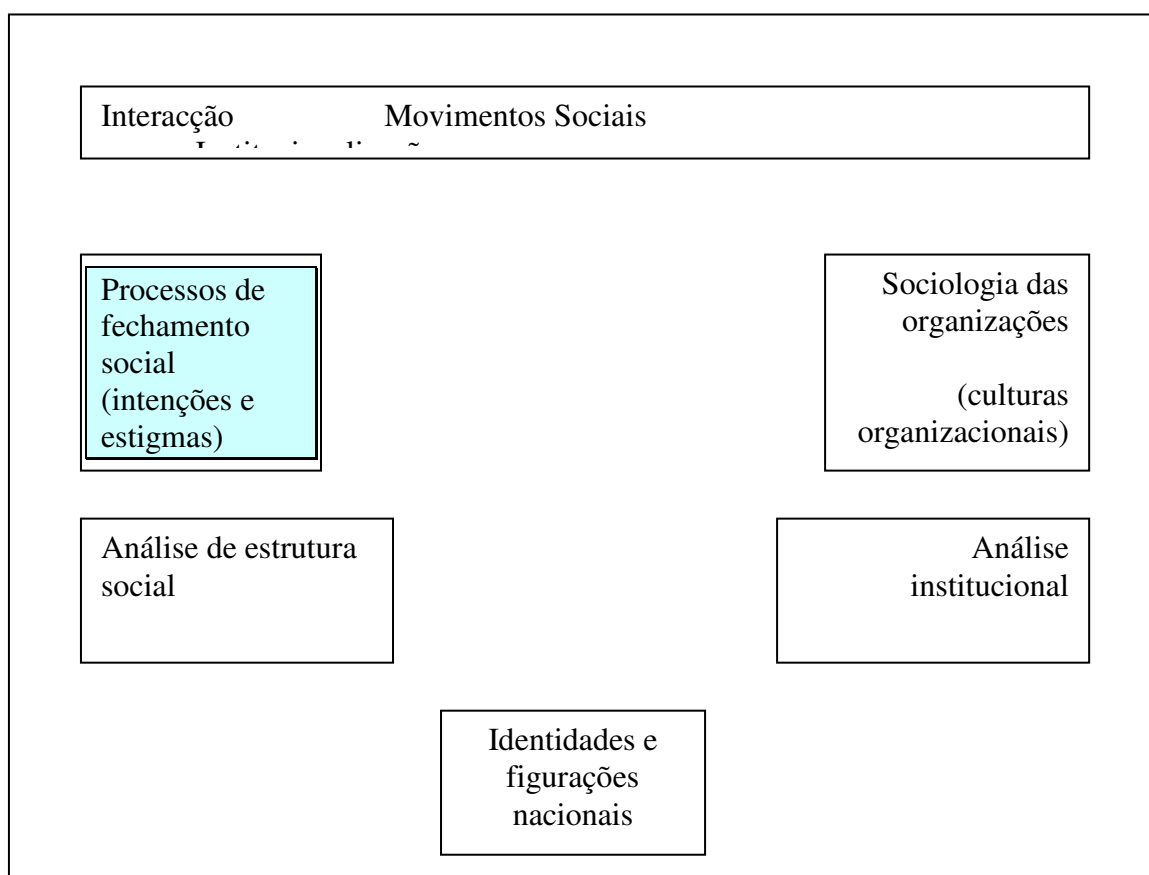 Interacção Movimentos Sociais
Processos de
fechamento
social
(intenções e
estigmas)
Sociologia das
organizações
(culturas
organizacionais)
Análise de estrutura
social
Análise
institucional
Identidades e
figurações
nacionais